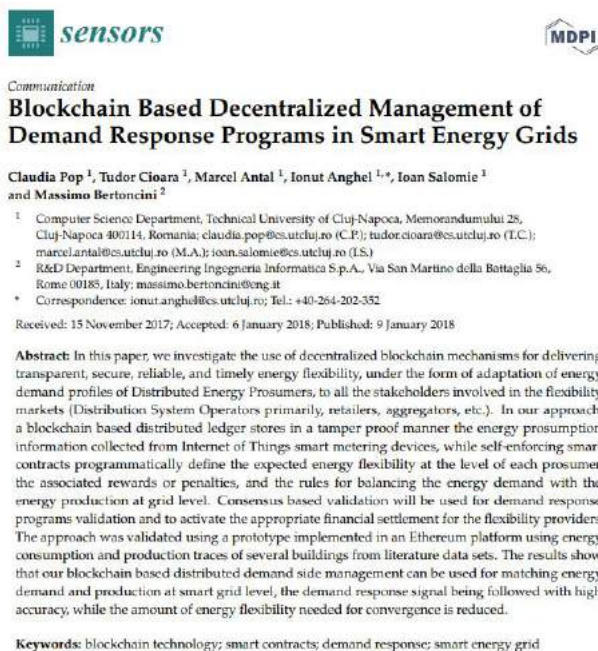 sensors
MDPI
Communication
Blockchain Based Decentralized Management of
Demand Response Programs in Smart Energy Grids
Claudia Pop 1, Tudor Cioara 1, Marcel Antal 1, Ionut Anghel 1,*, Ioan Salomie 1
and Massimo Bertoncini 2
1 Computer Science Department, Technical University of Cluj-Napoca, Memorandumului 28,
Cluj-Napoca 400114, Romania; claudia.pop@cs.utcluj.ro (C.P.); tudor.cioara@cs.utcluj.ro (T.C.);
marcel.antal@cs.utcluj.ro (M.A.); ioan.salomie@cs.utcluj.ro (I.S.)
2 R&D Department, Engineering Ingegneria Informatica S.p.A., Via San Martino della Battaglia 56,
Rome 00185, Italy; massimo.bertoncini@eng.it
* Correspondence: ionut.anghel@cs.utcluj.ro; Tel.: +40-264-202-352
Received: 15 November 2017; Accepted: 6 January 2018; Published: 9 January 2018
Abstract: In this paper, we investigate the use of decentralized blockchain mechanisms for delivering
transparent, secure, reliable, and timely energy flexibility, under the form of adaptation of energy
demand profiles of Distributed Energy Prosumers, to all the stakeholders involved in the flexibility
markets (Distribution System Operators primarily, retailers, aggregators, etc.). In our approach
a blockchain based distributed ledger stores in a tamper proof manner the energy prosumption
information collected from Internet of Things smart metering devices, while self-enforcing smart
contracts programmatically define the expected energy flexibility at the level of each prosumer
the associated rewards or penalties, and the rules for balancing the energy demand with the
energy production at grid level. Consensus based validation will be used for demand response
programs validation and to activate the appropriate financial settlement for the flexibility providers
The approach was validated using a prototype implemented in an Ethereum platform using energy
consumption and production traces of several buildings from literature data sets. The results show
that our blockchain based distributed demand side management can be used for matching energy
demand and production at smart grid level, the demand response signal being followed with high
accuracy, while the amount of energy flexibility needed for convergence is reduced.
Keywords: blockchain technology; smart contracts; demand response; smart energy grid